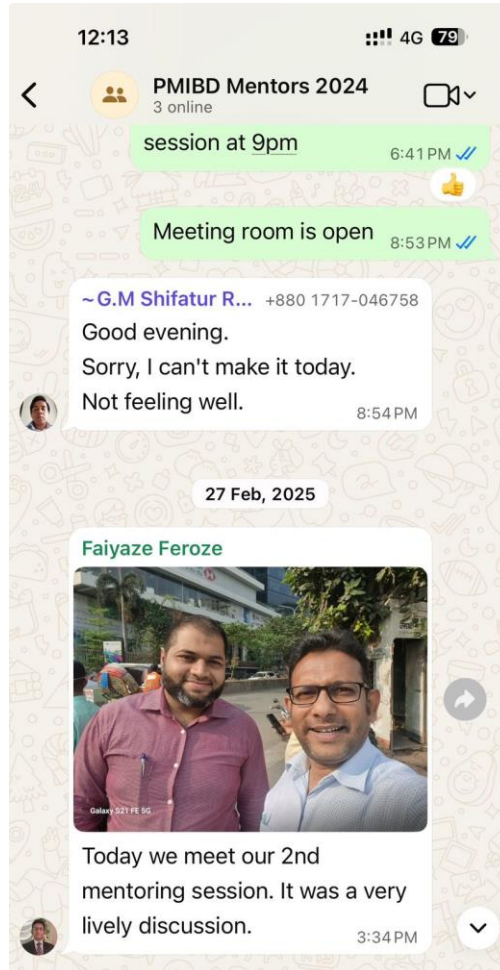 12:13
4G 79
PMIBD Mentors 2024
3 online
session at 9pm
6:41 PM
Meeting room is open
8:53 PM
~G.M Shifatur R... +880 1717-046758
Good evening.
Sorry, I can't make it today.
Not feeling well.
8:54 PM
27 Feb, 2025
Faiyaze Feroze
Galaxy S21 FE 5G
Today we meet our 2nd
mentoring session. It was a very
lively discussion.
3:34 PM